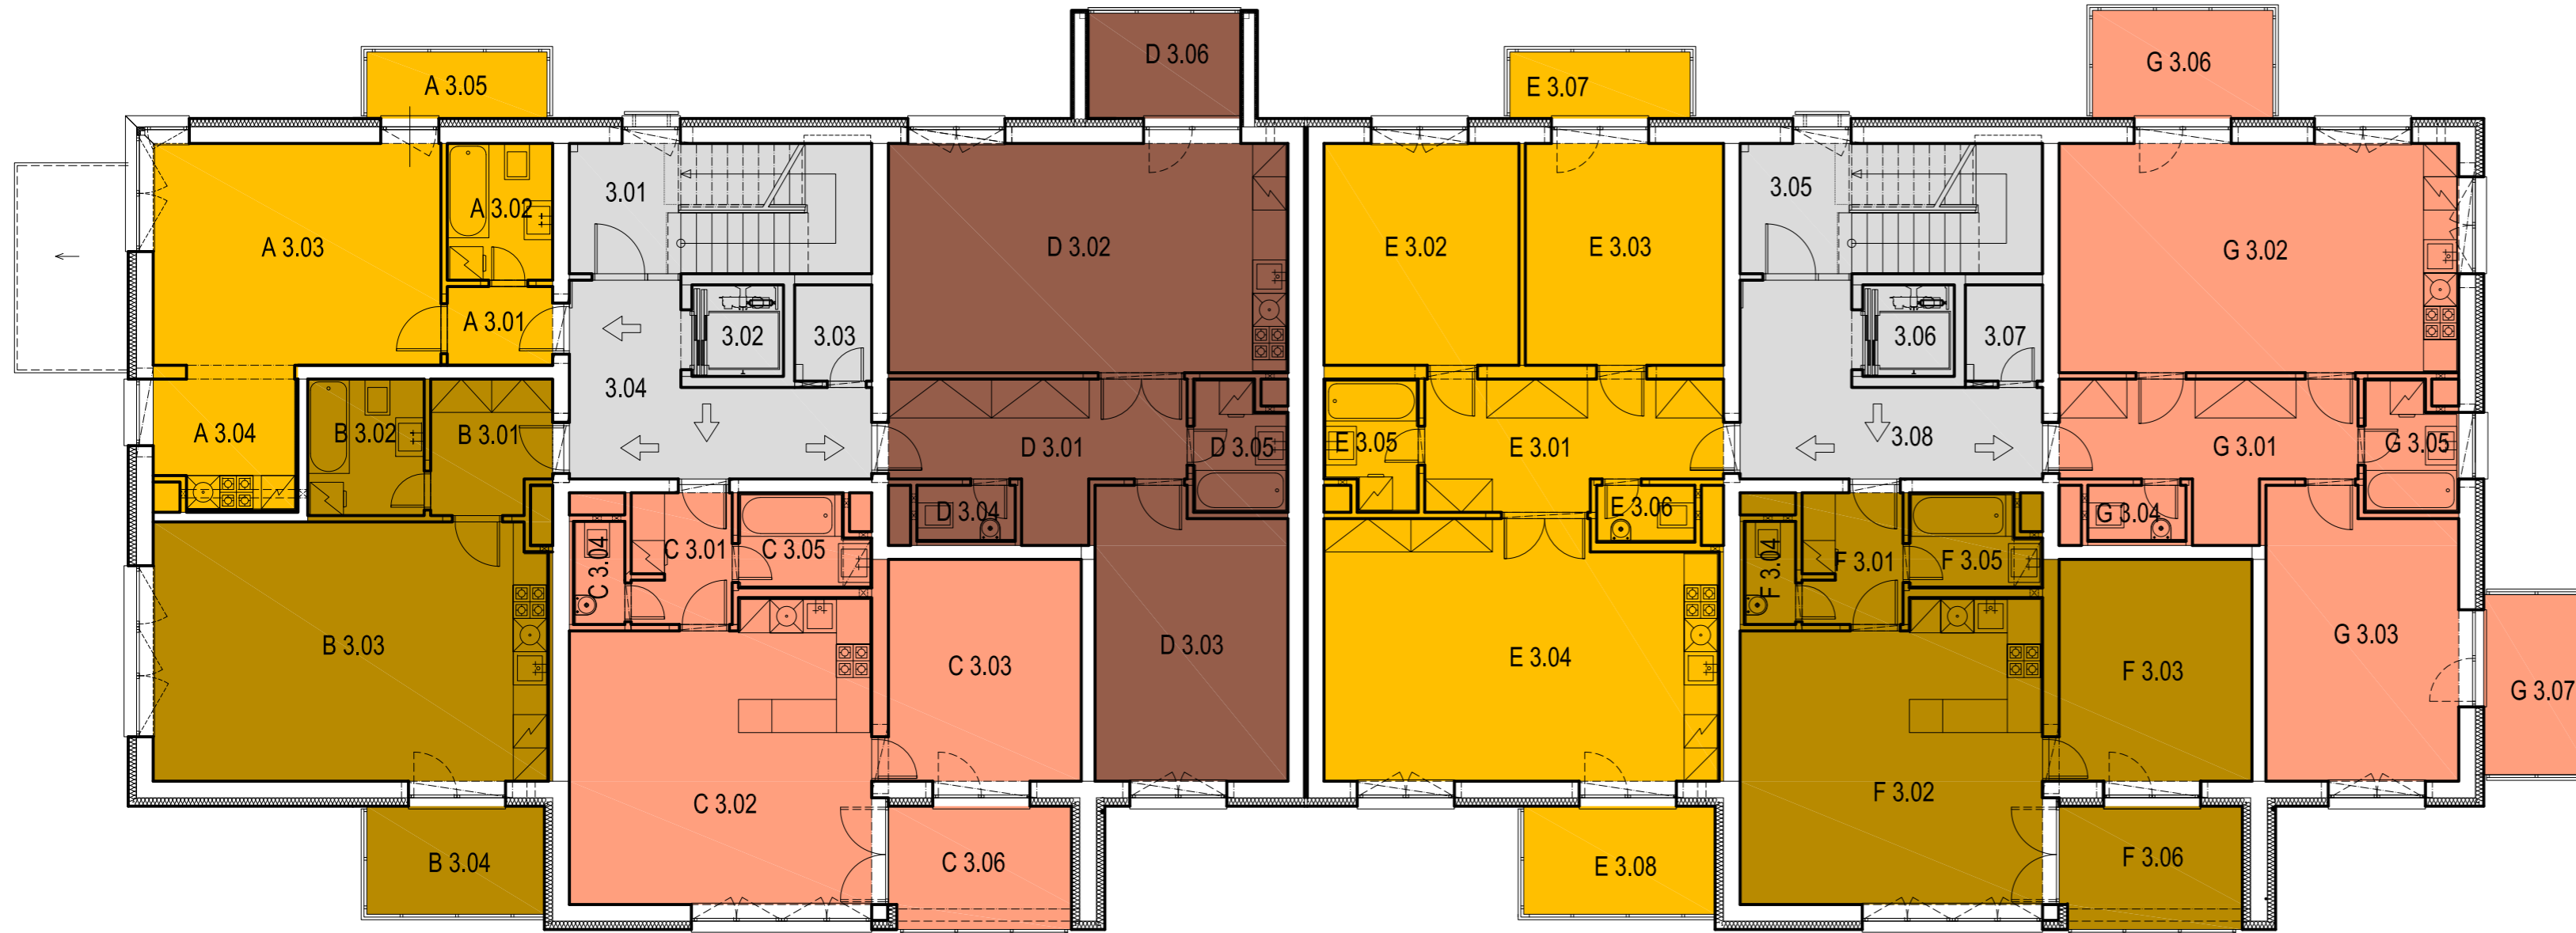 D 3.06
G 3.06
A 3.05
E 3.07
3.01
3.05
A 3.02
A 3.03
D 3.02
E 3.02
E 3.03
G 3.02
A 3.01
3.02
3.03
3.06
3.07
3.04
A 3.04
B 3.02
B 3.01
D 3.01
D 3.05
E 3.05
E 3.01
3.08
G 3.01
G 3.05
D 3.04
E 3.06
G 3.04
C 3.04
C 3.01
C 3.05
F 3.04
F 3.01
F 3.05
B 3.03
C 3.03
D 3.03
E 3.04
F 3.03
G 3.03
G 3.07
C 3.02
F 3.02
B 3.04
C 3.06
E 3.08
F 3.06